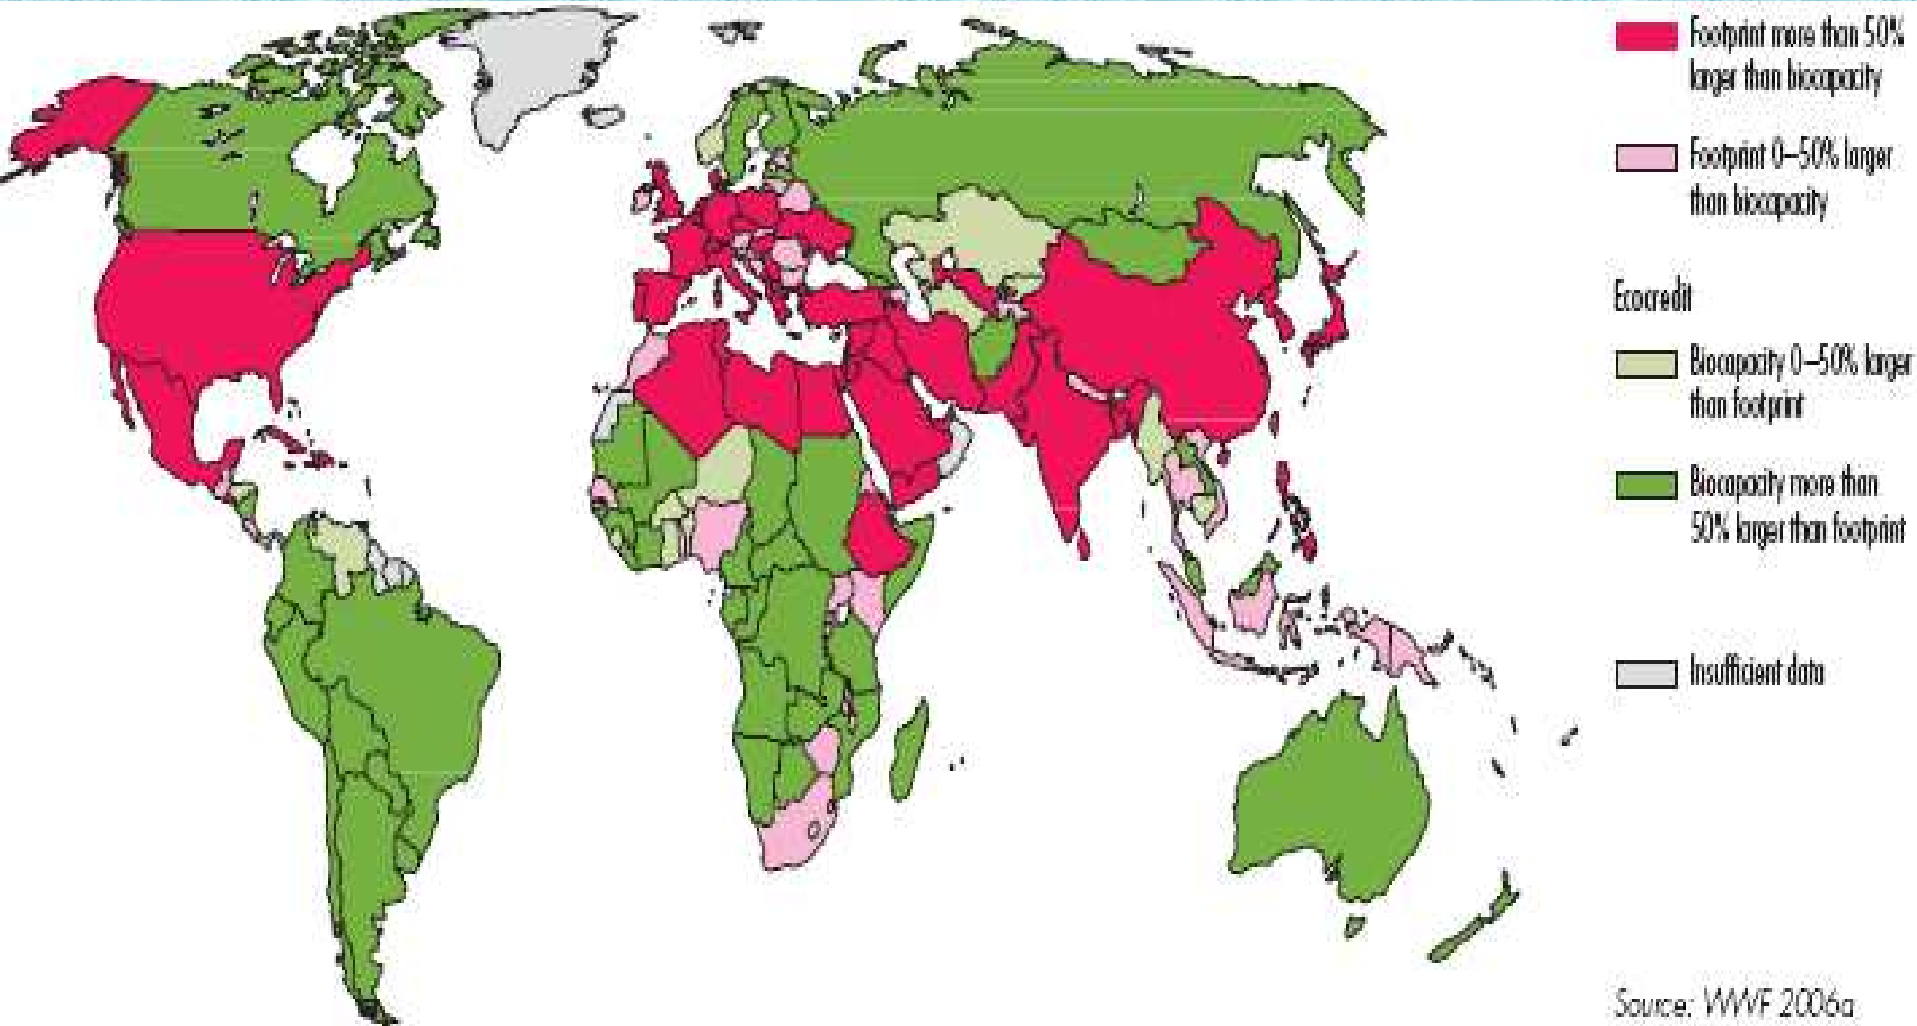 Footprint more than 50%
larger than biocapacity
Footprint 0–50% larger
than biocapacity
Ecocredit
Biocapacity 0–50% larger
than footprint
Biocapacity more than
50% larger than footprint
Insufficient data
Source: WWF 2006a